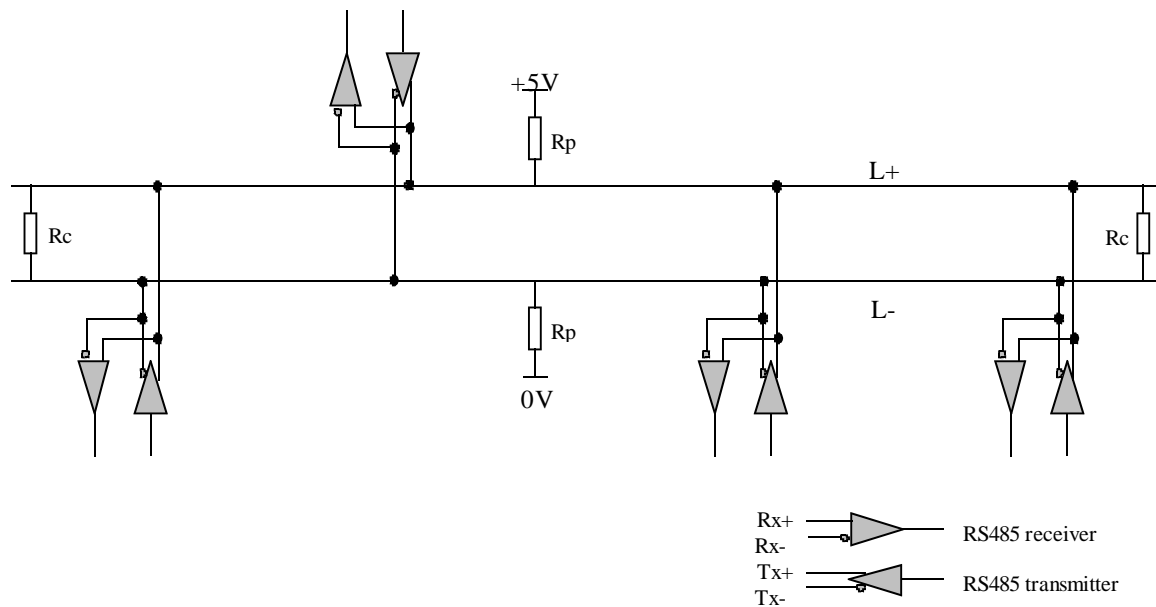 +5V
Rp
L+
Rc
Rc
L-
Rp
0V
Rx+
Rx-
RS485 receiver
Tx+
Tx-
RS485 transmitter